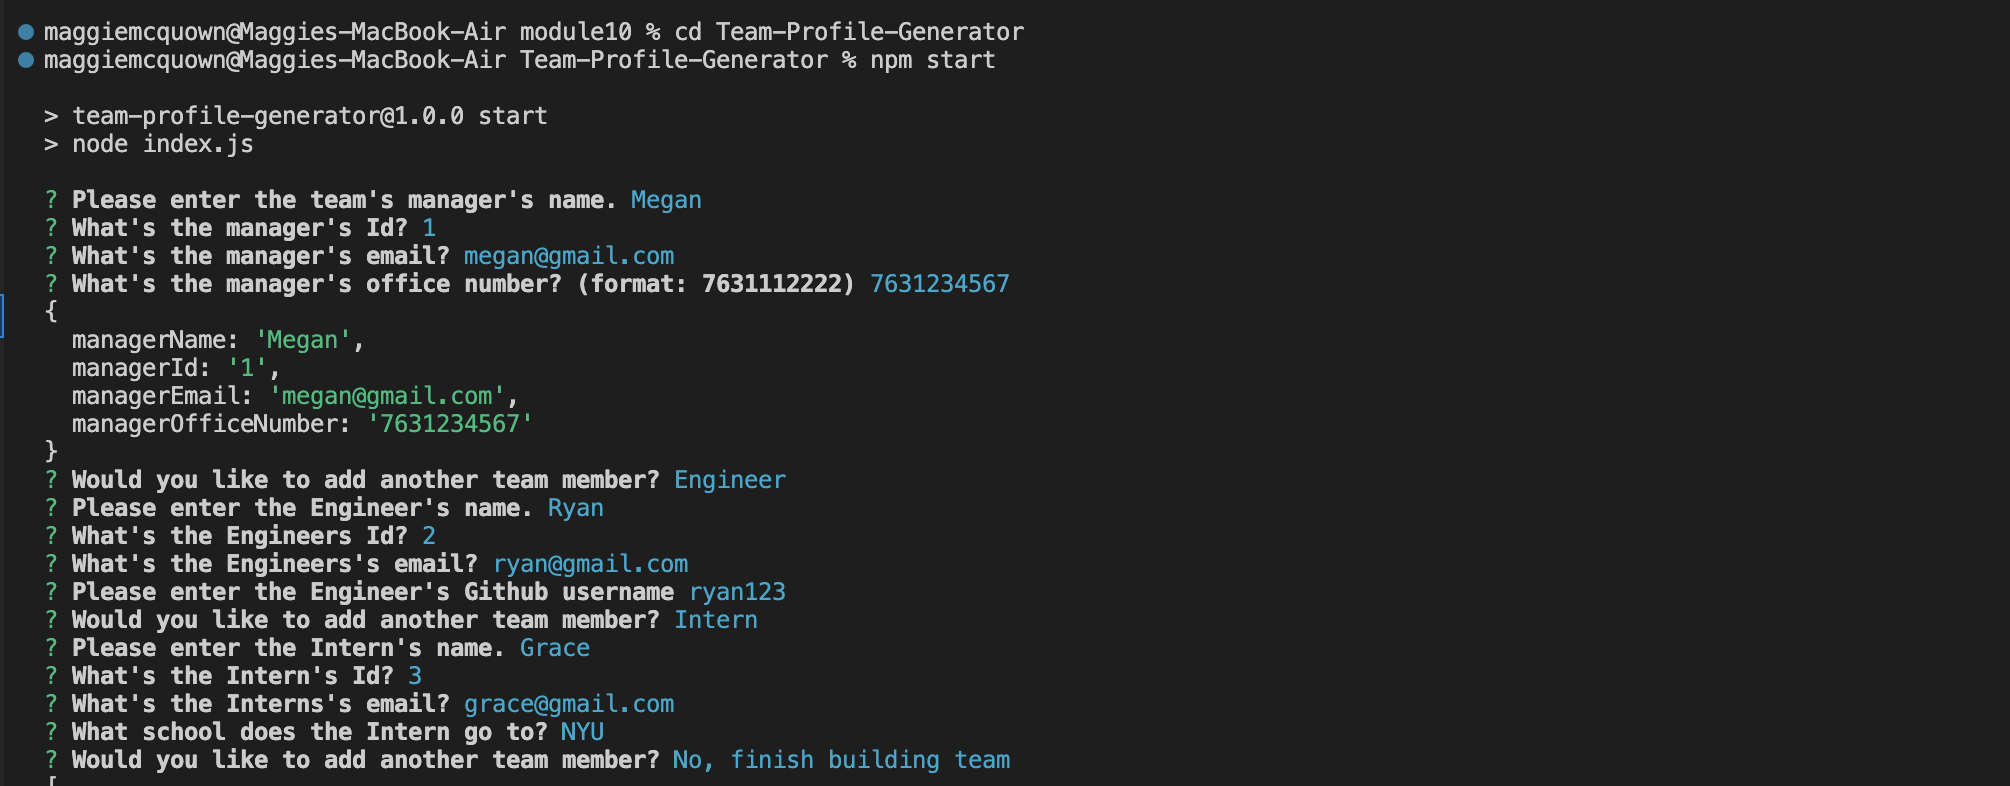 maggiemcquown@Maggies-MacBook-Air module10 % cd Team-Profile-Generator
maggiemcquown@Maggies-MacBook-Air Team-Profile-Generator % npm start
> team-profile-generator@1.0.0 start
> node index.js
? Please enter the team's manager's name. Megan
? What's the manager's Id? 1
? What's the manager's email? megan@gmail.com
? What's the manager's office number? (format: 7631112222) 7631234567
{
managerName: 'Megan',
managerId: '1',
managerEmail: 'megan@gmail.com',
managerOfficeNumber: '7631234567'
}
? Would you like to add another team member? Engineer
? Please enter the Engineer's name. Ryan
? What's the Engineers Id? 2
? What's the Engineers's email? ryan@gmail.com
? Please enter the Engineer's Github username ryan123
? Would you like to add another team member? Intern
? Please enter the Intern's name. Grace
? What's the Intern's Id? 3
? What's the Interns's email? grace@gmail.com
? What school does the Intern go to? NYU
? Would you like to add another team member? No, finish building team
[